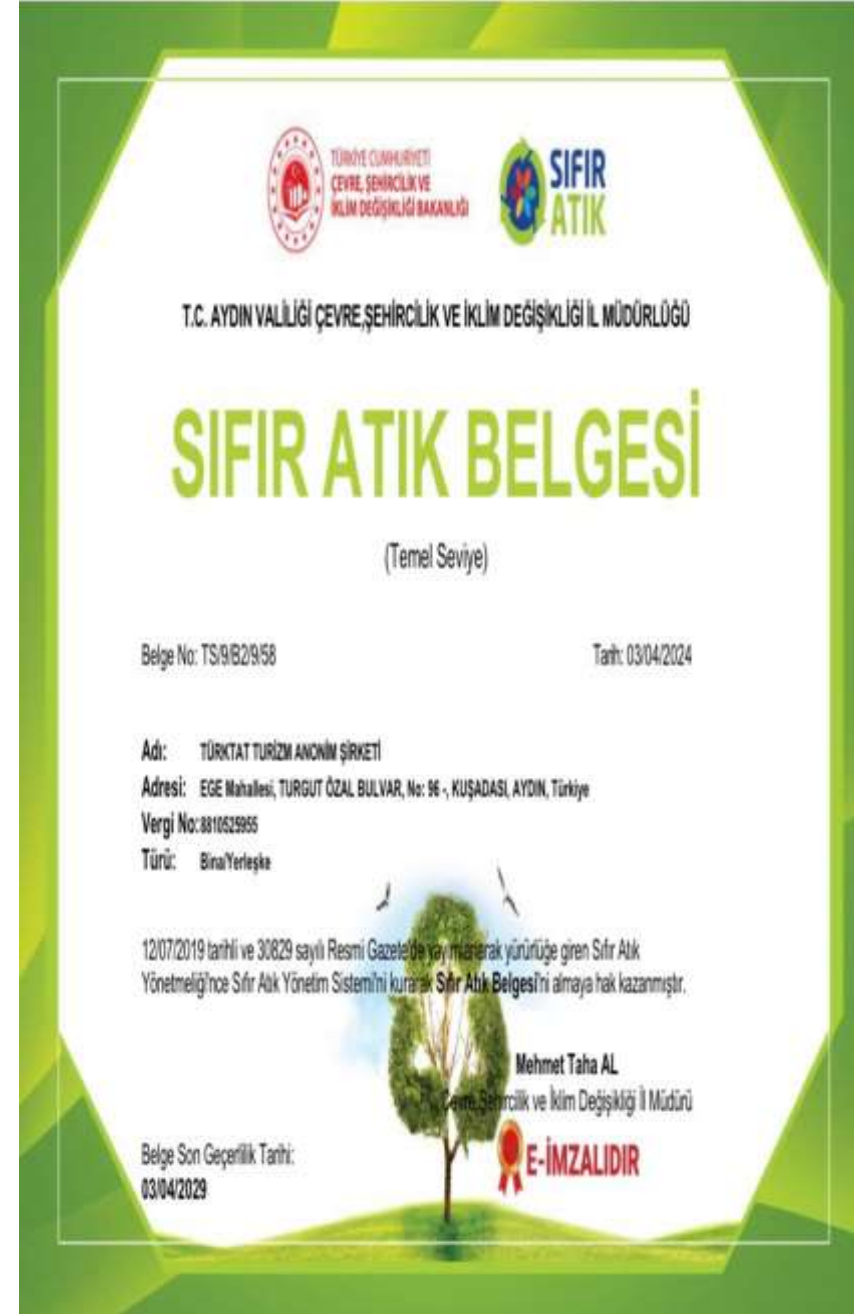 TÜRKİYE CUMHURİYETİ
ÇEVRE, ŞEHİRCİLİK VE
İKLİM DEĞİŞİKLİĞİ BAKANLIĞI
SIFIR
ATIK
T.C. AYDIN VALİLİĞİ ÇEVRE,ŞEHİRCİLİK VE İKLİM DEĞİŞİKLİĞİ İL MÜDÜRLÜĞÜ
SIFIR ATIK BELGESİ
(Temel Seviye)
Belge No: TS/9/B2/9/58 Tarih: 03/04/2024
Adı: TÜRKTAT TURİZM ANONİM ŞİRKETİ
Adresi: EGE Mahallesi, TURGUT ÖZAL BULVAR, No: 96 -, KUŞADASI, AYDIN, Türkiye
Vergi No: 8810525955
Türü: Bina/Yerleşke
12/07/2019 tarihli ve 30829 sayılı Resmi Gazete'de yayımlanarak yürürlüğe giren Sıfır Atık
Yönetmeliği'nce Sıfır Atık Yönetim Sistemi'ni kurarak Sıfır Atık Belgesi'ni almaya hak kazanmıştır.
Mehmet Taha AL
Çevre,Şehircilik ve İklim Değişikliği İl Müdürü
E-İMZALIDIR
Belge Son Geçerlilik Tarihi:
03/04/2029